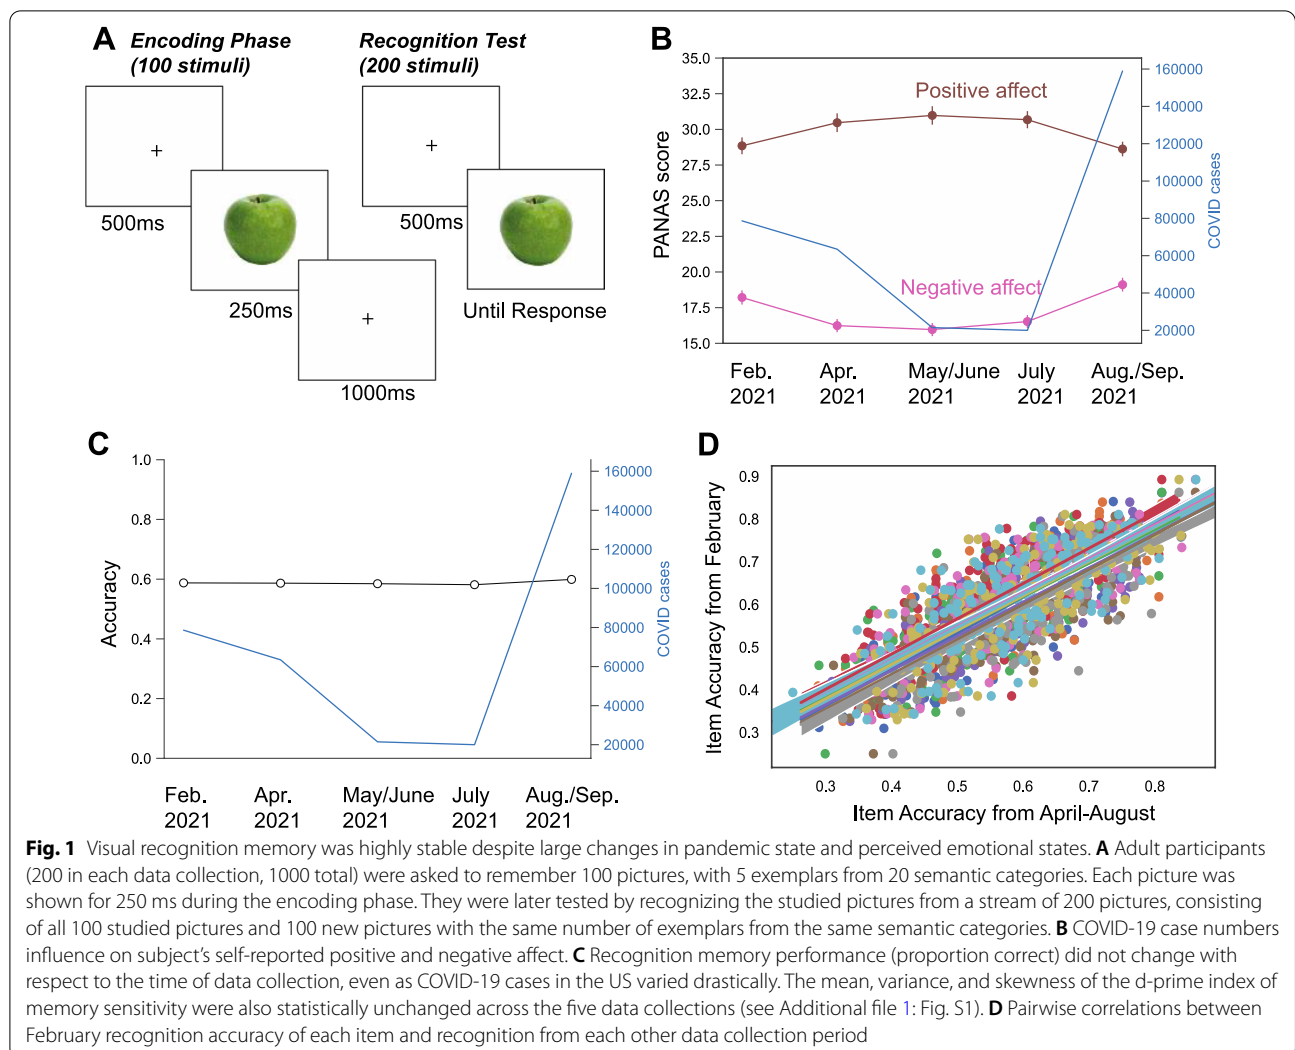 A
Encoding Phase
(100 stimuli)
Recognition Test
(200 stimuli)
500ms
250ms
1000ms
500ms
Until Response
B
35.0
32.5
30.0
27.5
25.0
22.5
20.0
17.5
15.0
PANAS score
Positive affect
Negative affect
160000
140000
120000
100000
80000
60000
40000
20000
COVID cases
Feb.
2021
Apr.
2021
May/June
2021
July
2021
Aug./Sep.
2021
C
1.0
0.8
0.6
0.4
0.2
0.0
Accuracy
160000
140000
120000
100000
80000
60000
40000
20000
COVID cases
Feb.
2021
Apr.
2021
May/June
2021
July
2021
Aug./Sep.
2021
D
0.9
0.8
0.7
0.6
0.5
0.4
0.3
Item Accuracy from February
0.3
0.4
0.5
0.6
0.7
0.8
Item Accuracy from April-August
Fig. 1 Visual recognition memory was highly stable despite large changes in pandemic state and perceived emotional states. A Adult participants
(200 in each data collection, 1000 total) were asked to remember 100 pictures, with 5 exemplars from 20 semantic categories. Each picture was
shown for 250 ms during the encoding phase. They were later tested by recognizing the studied pictures from a stream of 200 pictures, consisting
of all 100 studied pictures and 100 new pictures with the same number of exemplars from the same semantic categories. B COVID-19 case numbers
influence on subject's self-reported positive and negative affect. C Recognition memory performance (proportion correct) did not change with
respect to the time of data collection, even as COVID-19 cases in the US varied drastically. The mean, variance, and skewness of the d-prime index of
memory sensitivity were also statistically unchanged across the five data collections (see Additional file 1: Fig. S1). D Pairwise correlations between
February recognition accuracy of each item and recognition from each other data collection period